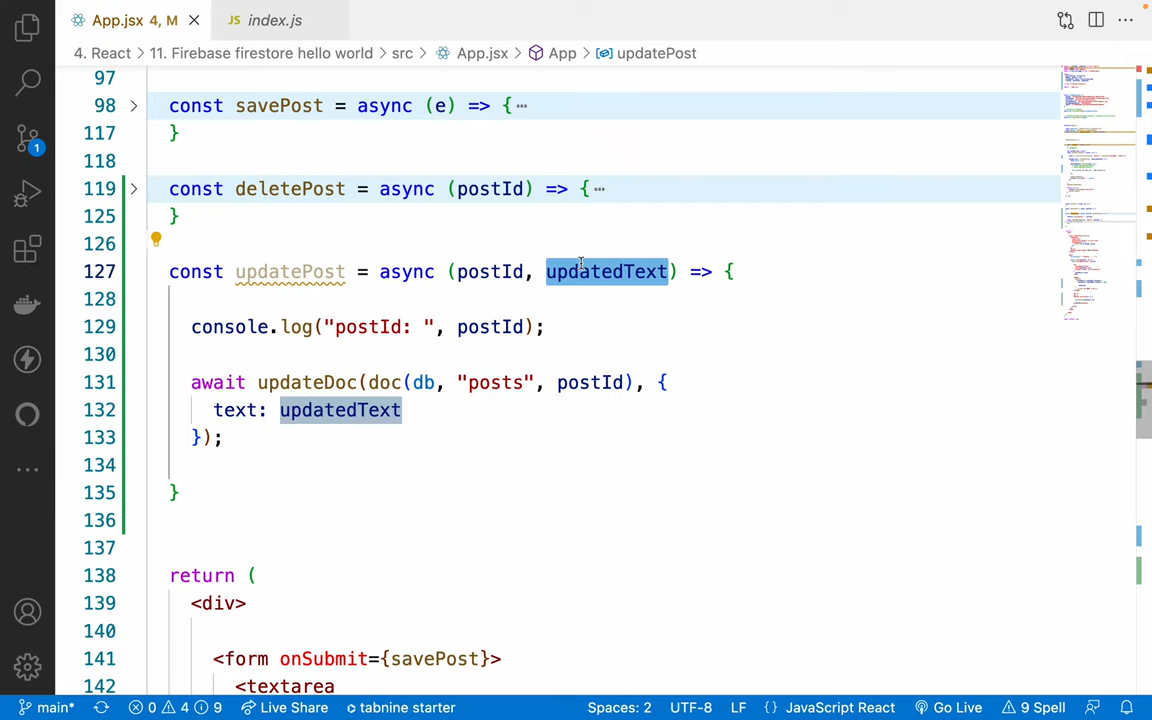 App.jsx 4, M
JS index.js
4. React > 11. Firebase firestore hello world > src > App.jsx > App > updatePost
97
98 const savePost = async (e) => {…
117 }
118
119 const deletePost = async (postId) => {…
125 }
126
127 const updatePost = async (postId, updatedText) => {
128
129 console.log("postId: ", postId);
130
131 await updateDoc(doc(db, "posts", postId), {
132 text: updatedText
133 });
134
135 }
136
137
138 return (
139 <div>
140
141 <form onSubmit={savePost}>
142 <textarea
1
main* 0 4 9 Live Share tabnine starter Spaces: 2 UTF-8 LF {} JavaScript React Go Live 9 Spell